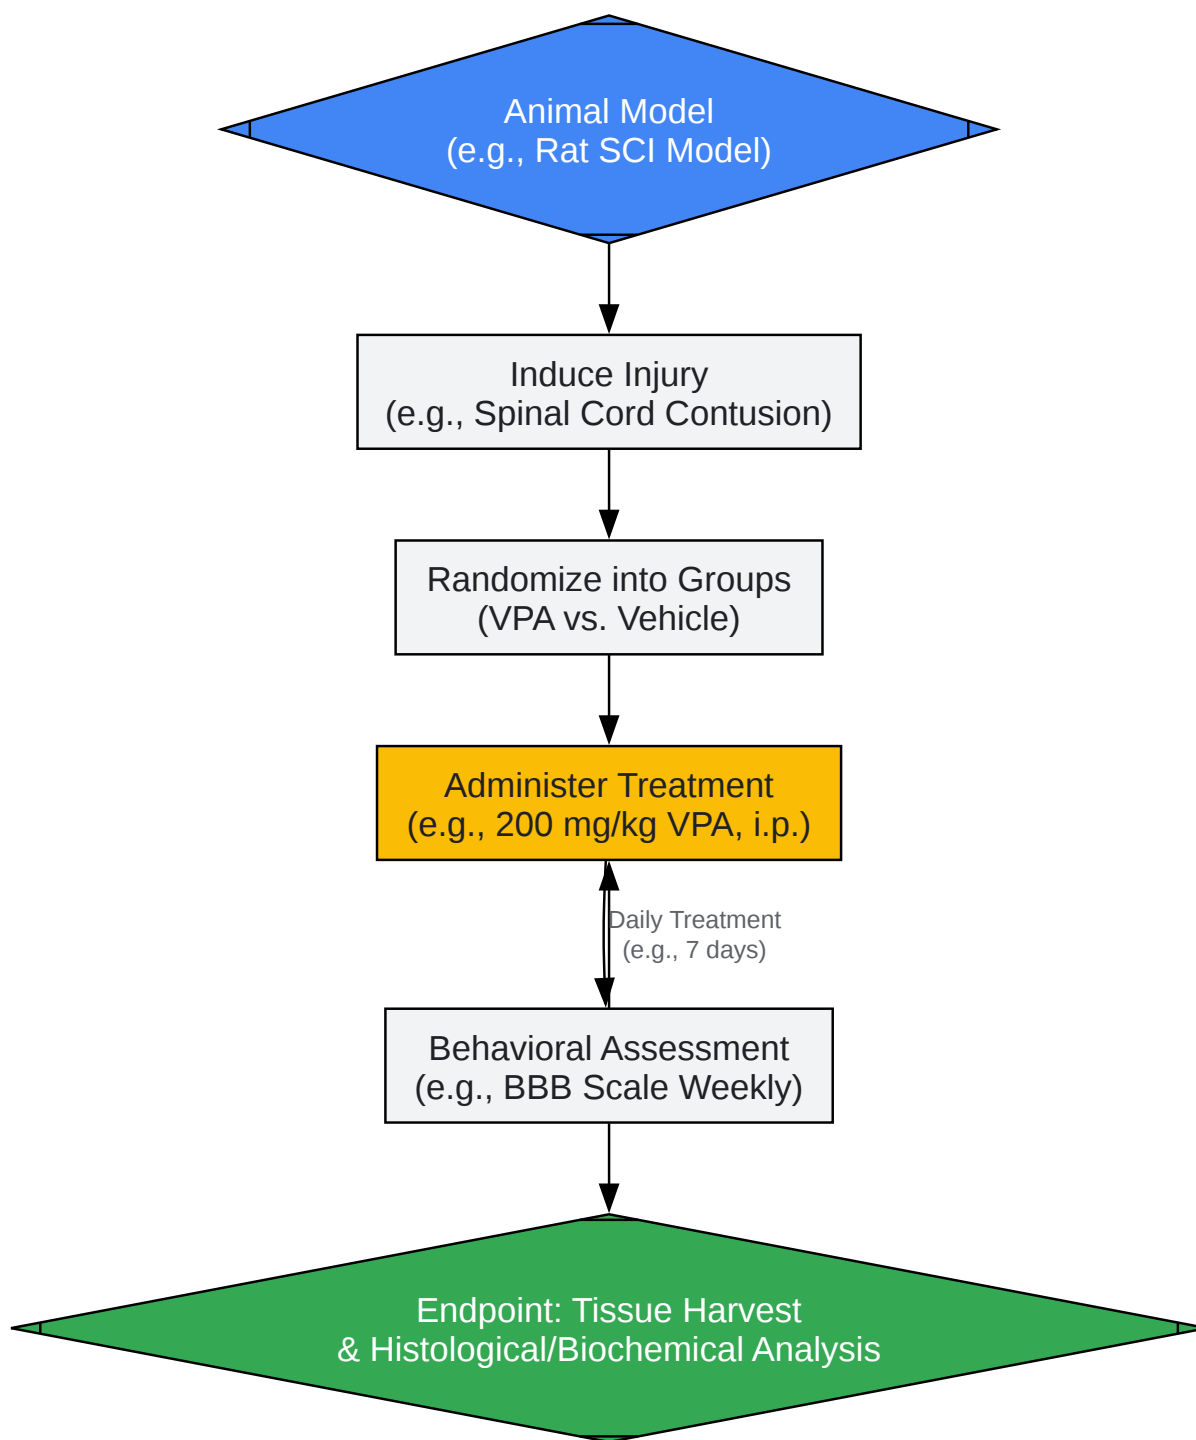 Animal Model
(e.g., Rat SCI Model)
Induce Injury
(e.g., Spinal Cord Contusion)
Randomize into Groups
(VPA vs. Vehicle)
Administer Treatment
(e.g., 200 mg/kg VPA, i.p.)
Daily Treatment
(e.g., 7 days)
Behavioral Assessment
(e.g., BBB Scale Weekly)
Endpoint: Tissue Harvest
& Histological/Biochemical Analysis